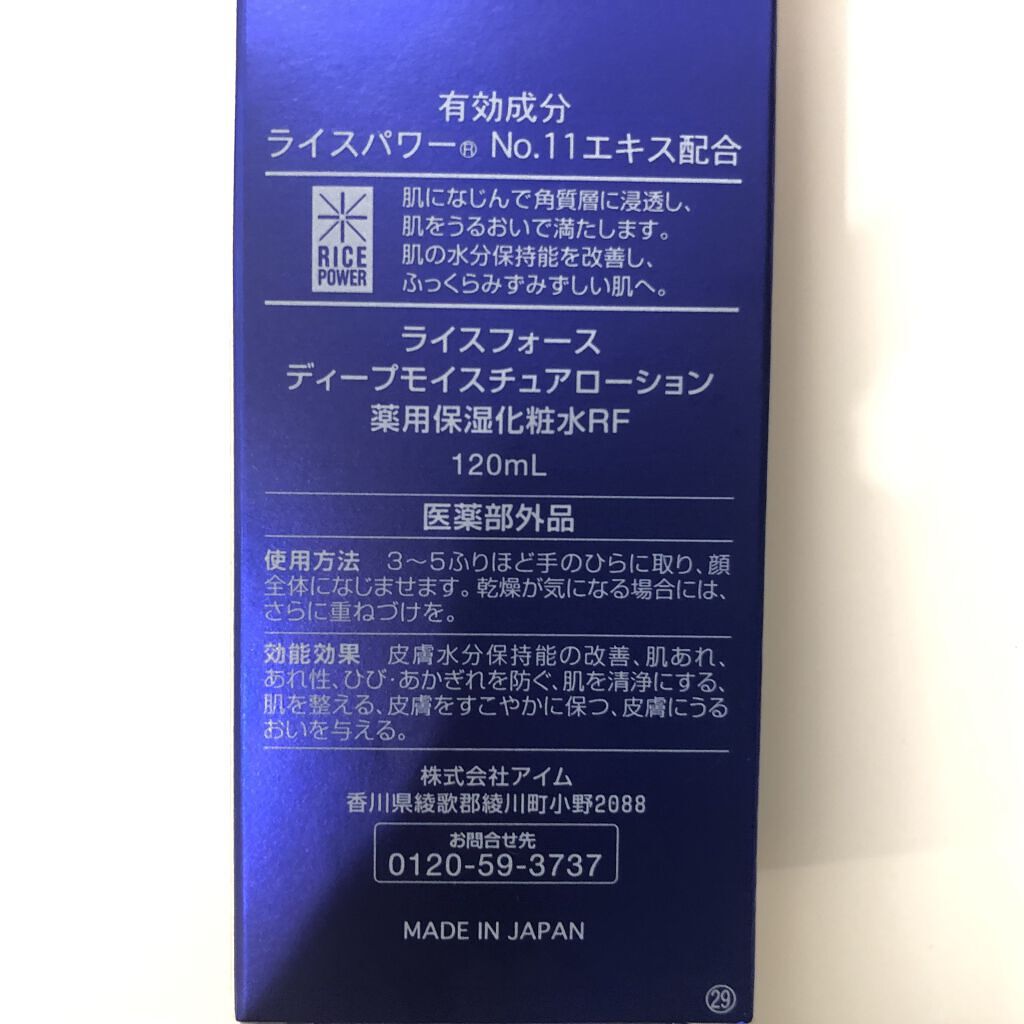 有効成分
ライスパワー® No.11エキス配合
RICE
POWER
肌になじんで角質層に浸透し、
肌をうるおいで満たします。
肌の水分保持能を改善し、
ふっくらみずみずしい肌へ。
ライスフォース
ディープモイスチュアローション
薬用保湿化粧水RF
120mL
医薬部外品
使用方法 3〜5ふりほど手のひらに取り、顔
全体になじませます。乾燥が気になる場合には、
さらに重ねづけを。
効能効果 皮膚水分保持能の改善、肌あれ、
あれ性、ひび・あかぎれを防ぐ、肌を清浄にする、
肌を整える、皮膚をすこやかに保つ、皮膚にうる
おいを与える。
株式会社アイム
香川県綾歌郡綾川町小野2088
お問合せ先
0120-59-3737
MADE IN JAPAN
㉙